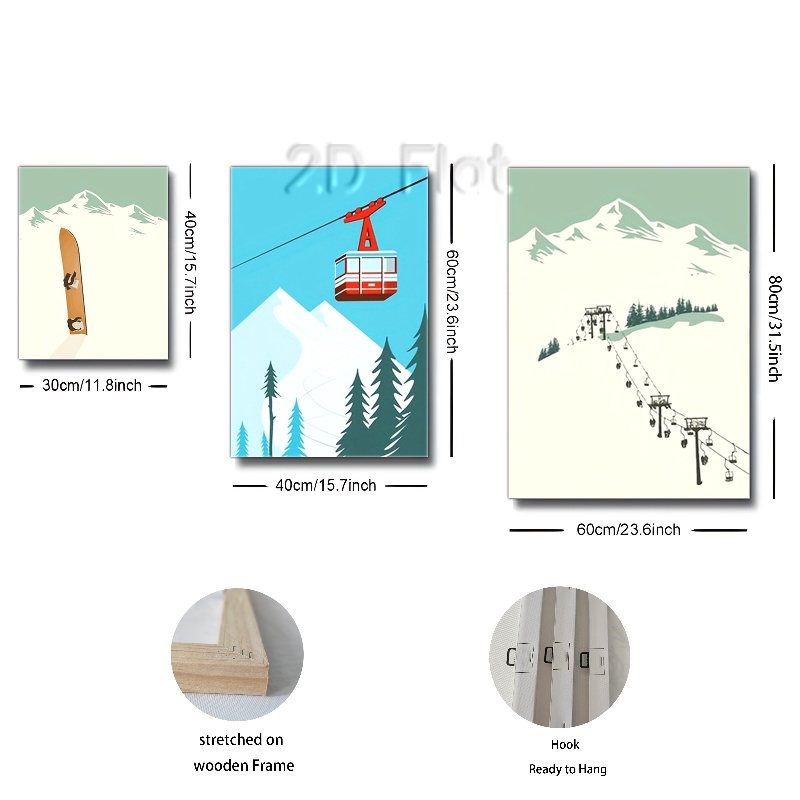 2D Flat
40cm/15.7inch
60cm/23.6inch
80cm/31.5inch
30cm/11.8inch
40cm/15.7inch
60cm/23.6inch
stretched on
wooden Frame
Hook
Ready to Hang